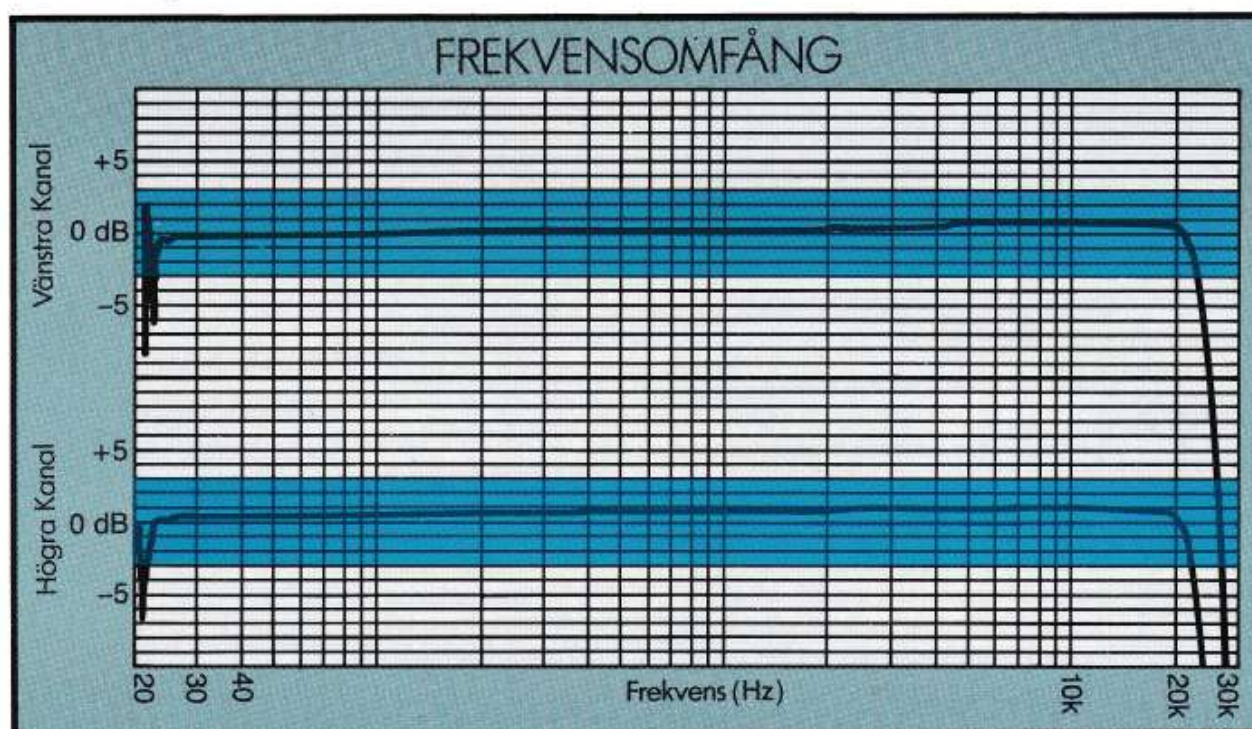 FREKVENSOMFÅNG
Vänstra Kanal
+5
0 dB
−5
Högra Kanal
+5
0 dB
−5
20 30 40 Frekvens (Hz) 10k 20k 30k